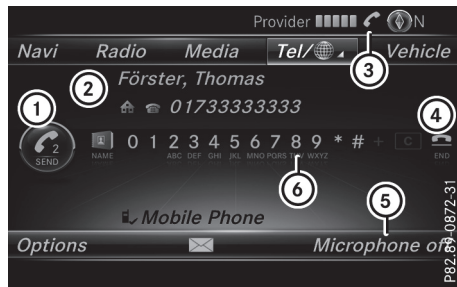 Provider N
Navi Radio Media Tel/ Vehicle
3
1 2 Förster, Thomas
01733333333
4
2 SEND
NAME 0 1 2 3 4 5 6 7 8 9 * # + C
ABC DEF GHI JKL MNO PQRS TUV WXYZ END
6
5
Mobile Phone
Options Microphone off
P82.89-0872-31